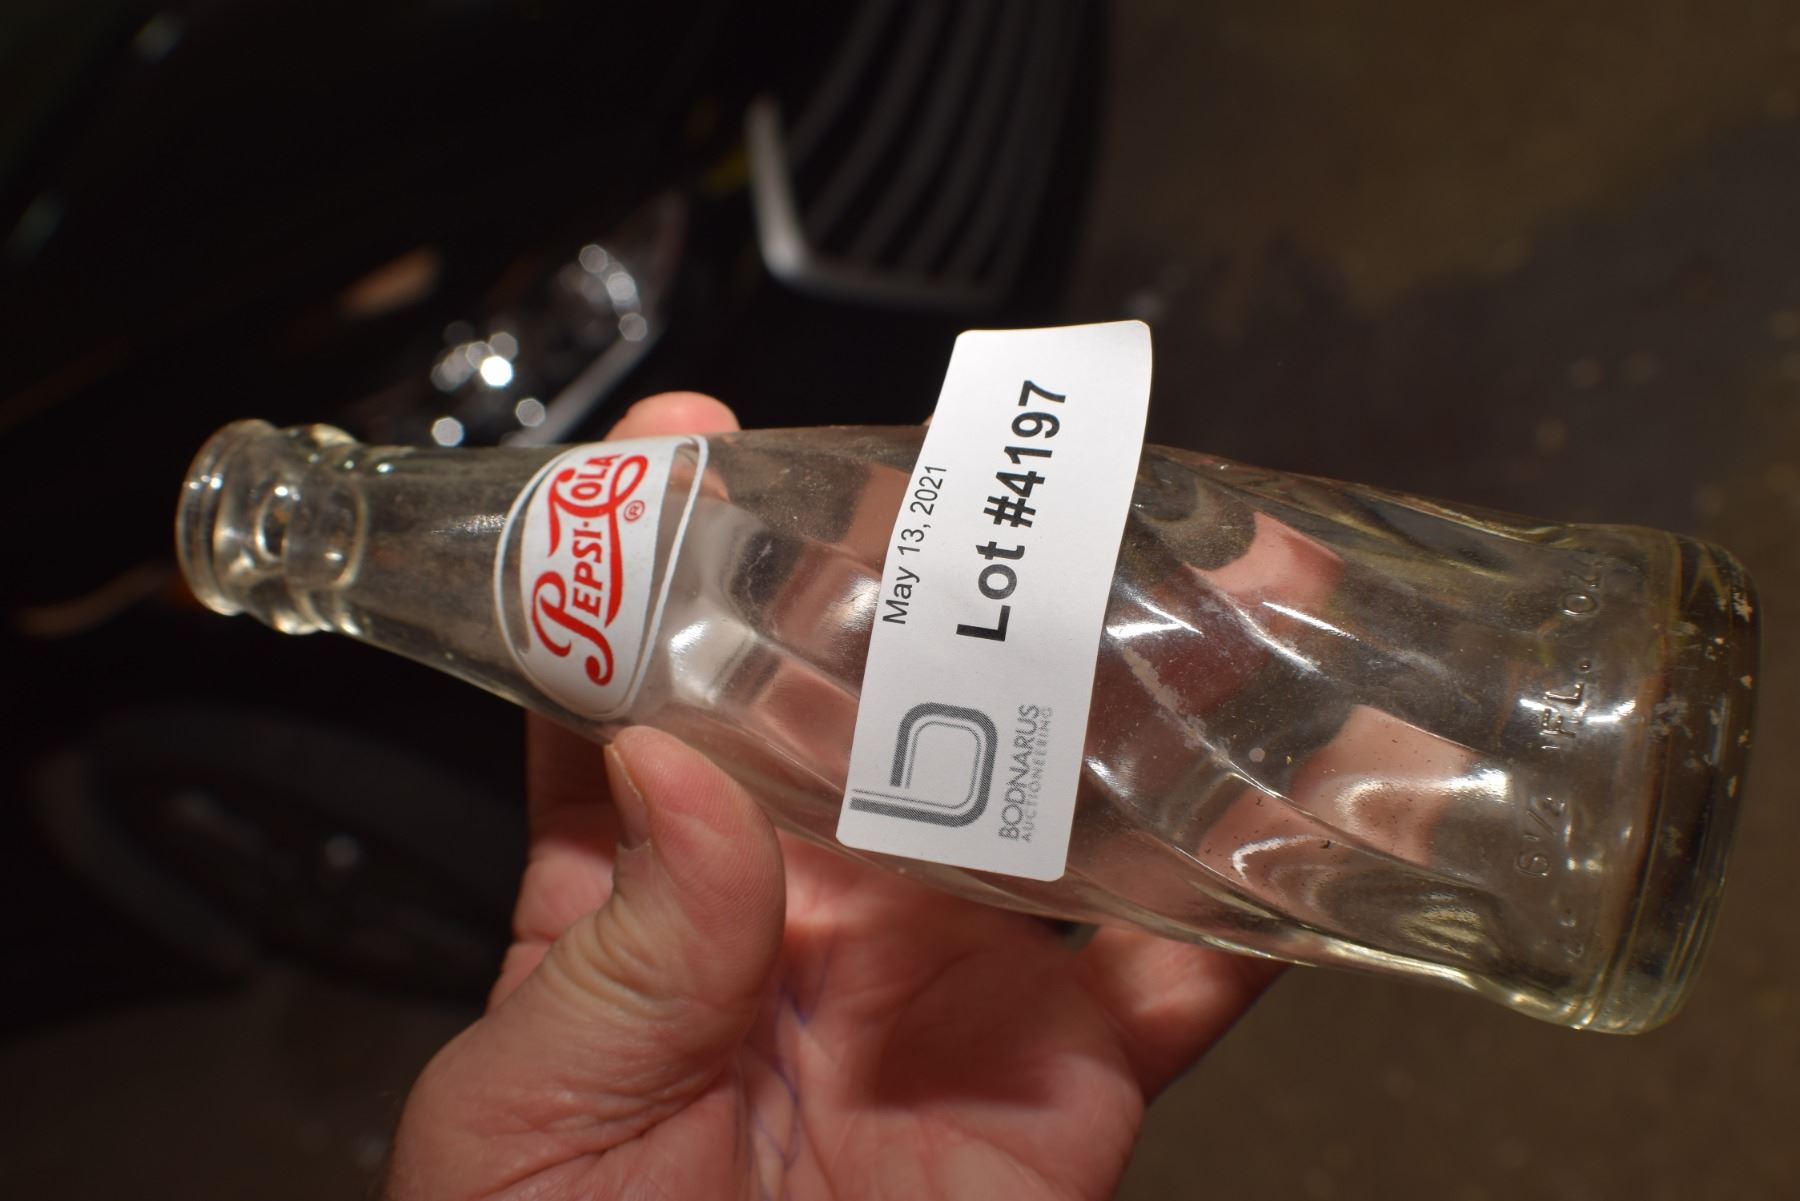 PEPSI-COLA
®
May 13, 2021
Lot #4197
BODNARUS
AUCTIONEERING
6 1/2 FL. OZ.